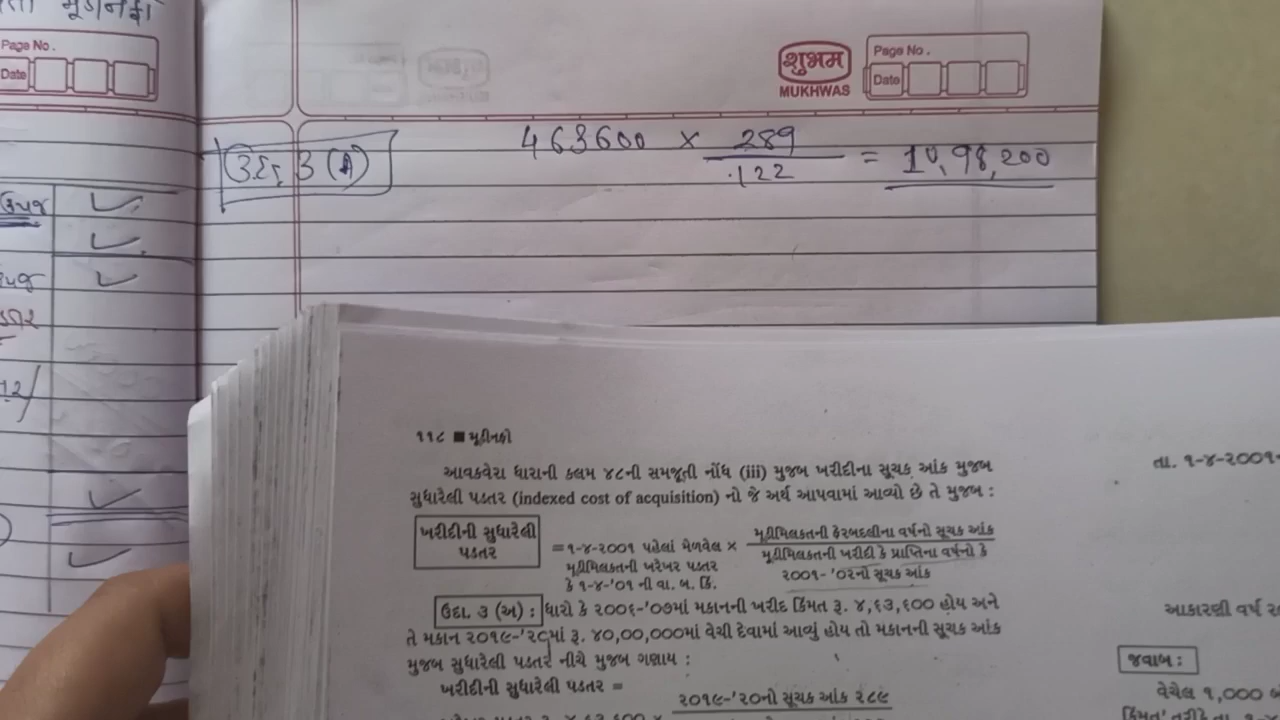 Page No.
Date
शुभम
MUKHWAS
Page No.
Date
ઉદા. 3 (A)
463600 × 289 / 122 = 10,98,200
૧૧૮ ■ મૂડીનફો
આવકવેરા ધારાની કલમ ૪૮ની સમજૂતી નોંધ (iii) મુજબ ખરીદીના સૂચક આંક મુજબ
સુધારેલી પડતર (indexed cost of acquisition) નો જે અર્થ આપવામાં આવ્યો છે તે મુજબ :
ખરીદીની સુધારેલી
પડતર
= ૧-૪-૨૦૦૧ પહેલાં મેળવેલ ×
મૂડીમિલકતની ખરેખર પડતર
કે ૧-૪-'૦૧ ની વા. બ. કિં.
મૂડીમિલકતની ફેરબદલીના વર્ષનો સૂચક આંક
મૂડીમિલકતની ખરીદી કે પ્રાપ્તિના વર્ષનો કે
૨૦૦૧-'૦૨નો સૂચક આંક
ઉદા. ૩ (અ) : ધારો કે ૨૦૦૬-'૦૭માં મકાનની ખરીદ કિંમત રૂ. ૪,૬૩,૬૦૦ હોય અને
તે મકાન ૨૦૧૯-'૨૦માં રૂ. ૪૦,૦૦,૦૦૦માં વેચી દેવામાં આવ્યું હોય તો મકાનની સૂચક આંક
મુજબ સુધારેલી પડતર નીચે મુજબ ગણાય :
ખરીદીની સુધારેલી પડતર =
૨૦૧૯-'૨૦નો સૂચક આંક ૨૮૯
તા. ૧-૪-૨૦૦૧
આકારણી વર્ષ
જવાબ :
વેચેલ ૧,૦૦૦